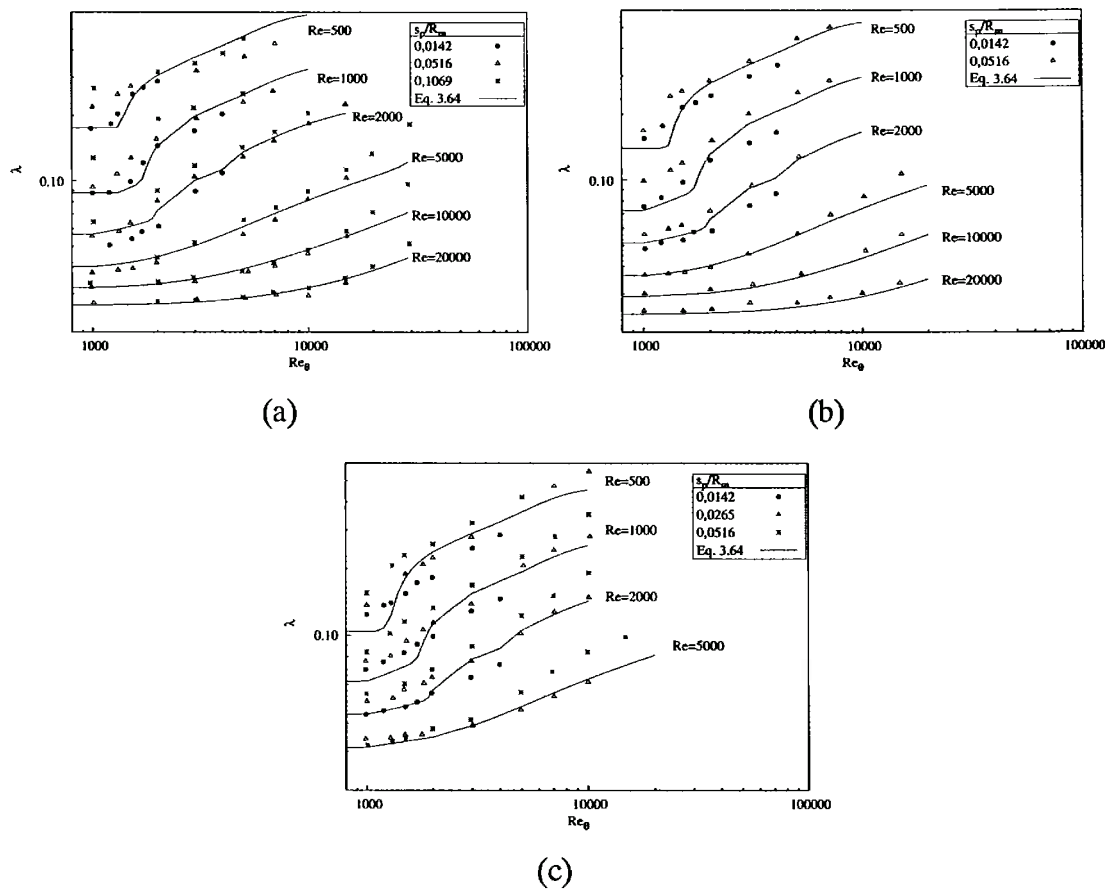 s_p/R_m
0,0142
0,0516
0,1069
Eq. 3.64
Re=500
Re=1000
Re=2000
Re=5000
Re=10000
Re=20000
λ
0.10
1000
10000
100000
Re_θ
(a)
s_p/R_m
0,0142
0,0516
Eq. 3.64
Re=500
Re=1000
Re=2000
Re=5000
Re=10000
Re=20000
λ
0.10
1000
10000
100000
Re_θ
(b)
s_p/R_m
0,0142
0,0265
0,0516
Eq. 3.64
Re=500
Re=1000
Re=2000
Re=5000
λ
0.10
1000
10000
100000
Re_θ
(c)